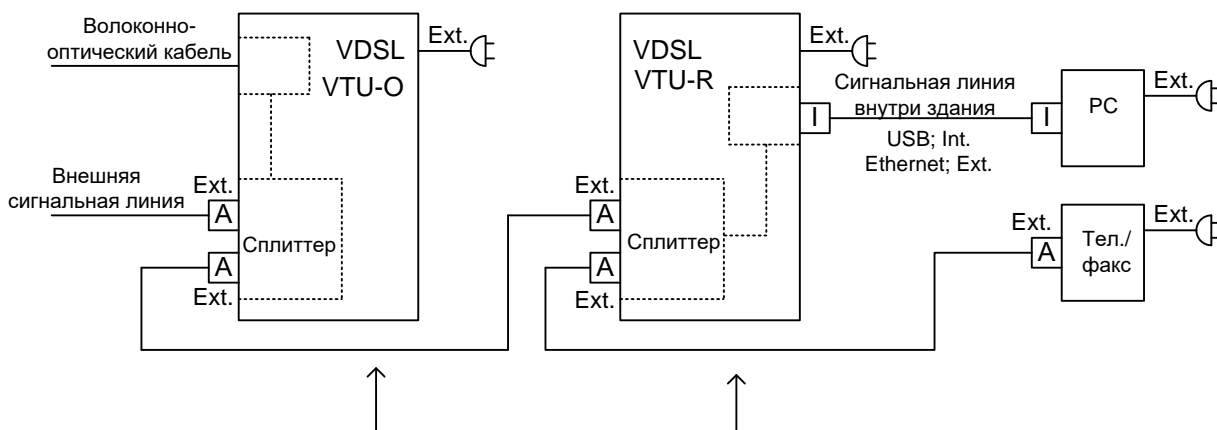 Волоконно-
оптический кабель
VDSL
VTU-O
Ext.
Внешняя
сигнальная линия
Ext.
A
Сплиттер
A
Ext.
VDSL
VTU-R
Ext.
I
Сигнальная линия
внутри здания
USB; Int.
Ethernet; Ext.
Ext.
A
Сплиттер
A
Ext.
I
PC
Ext.
Ext.
A
Тел./
факс
Ext.